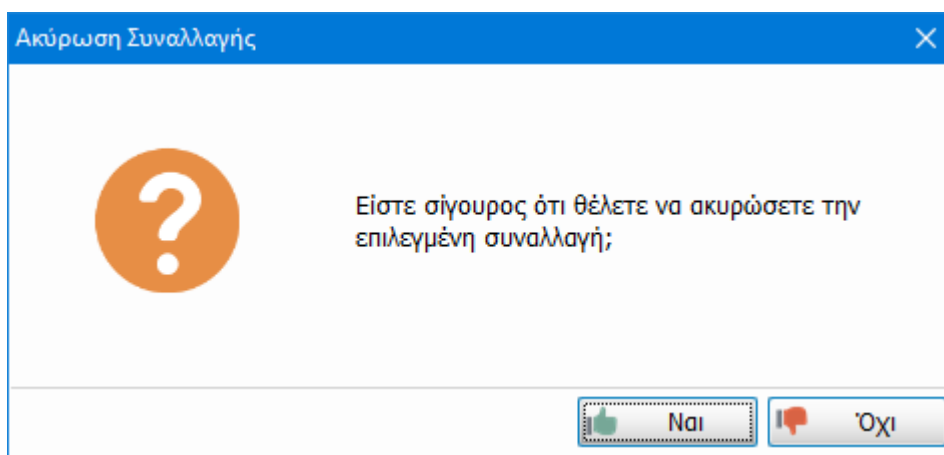 Ακύρωση Συναλλαγής
Είστε σίγουρος ότι θέλετε να ακυρώσετε την
επιλεγμένη συναλλαγή;
Ναι
Όχι